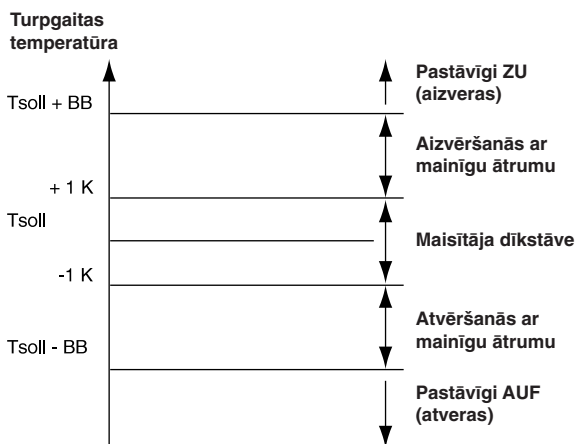 Turpgaitas
temperatūra
Pastāvīgi ZU
(aizveras)
Tsoll + BB
Aizvēršanās ar
mainīgu ātrumu
+ 1 K
Tsoll
Maisītāja dīkstāve
-1 K
Atvēršanās ar
mainīgu ātrumu
Tsoll - BB
Pastāvīgi AUF
(atveras)